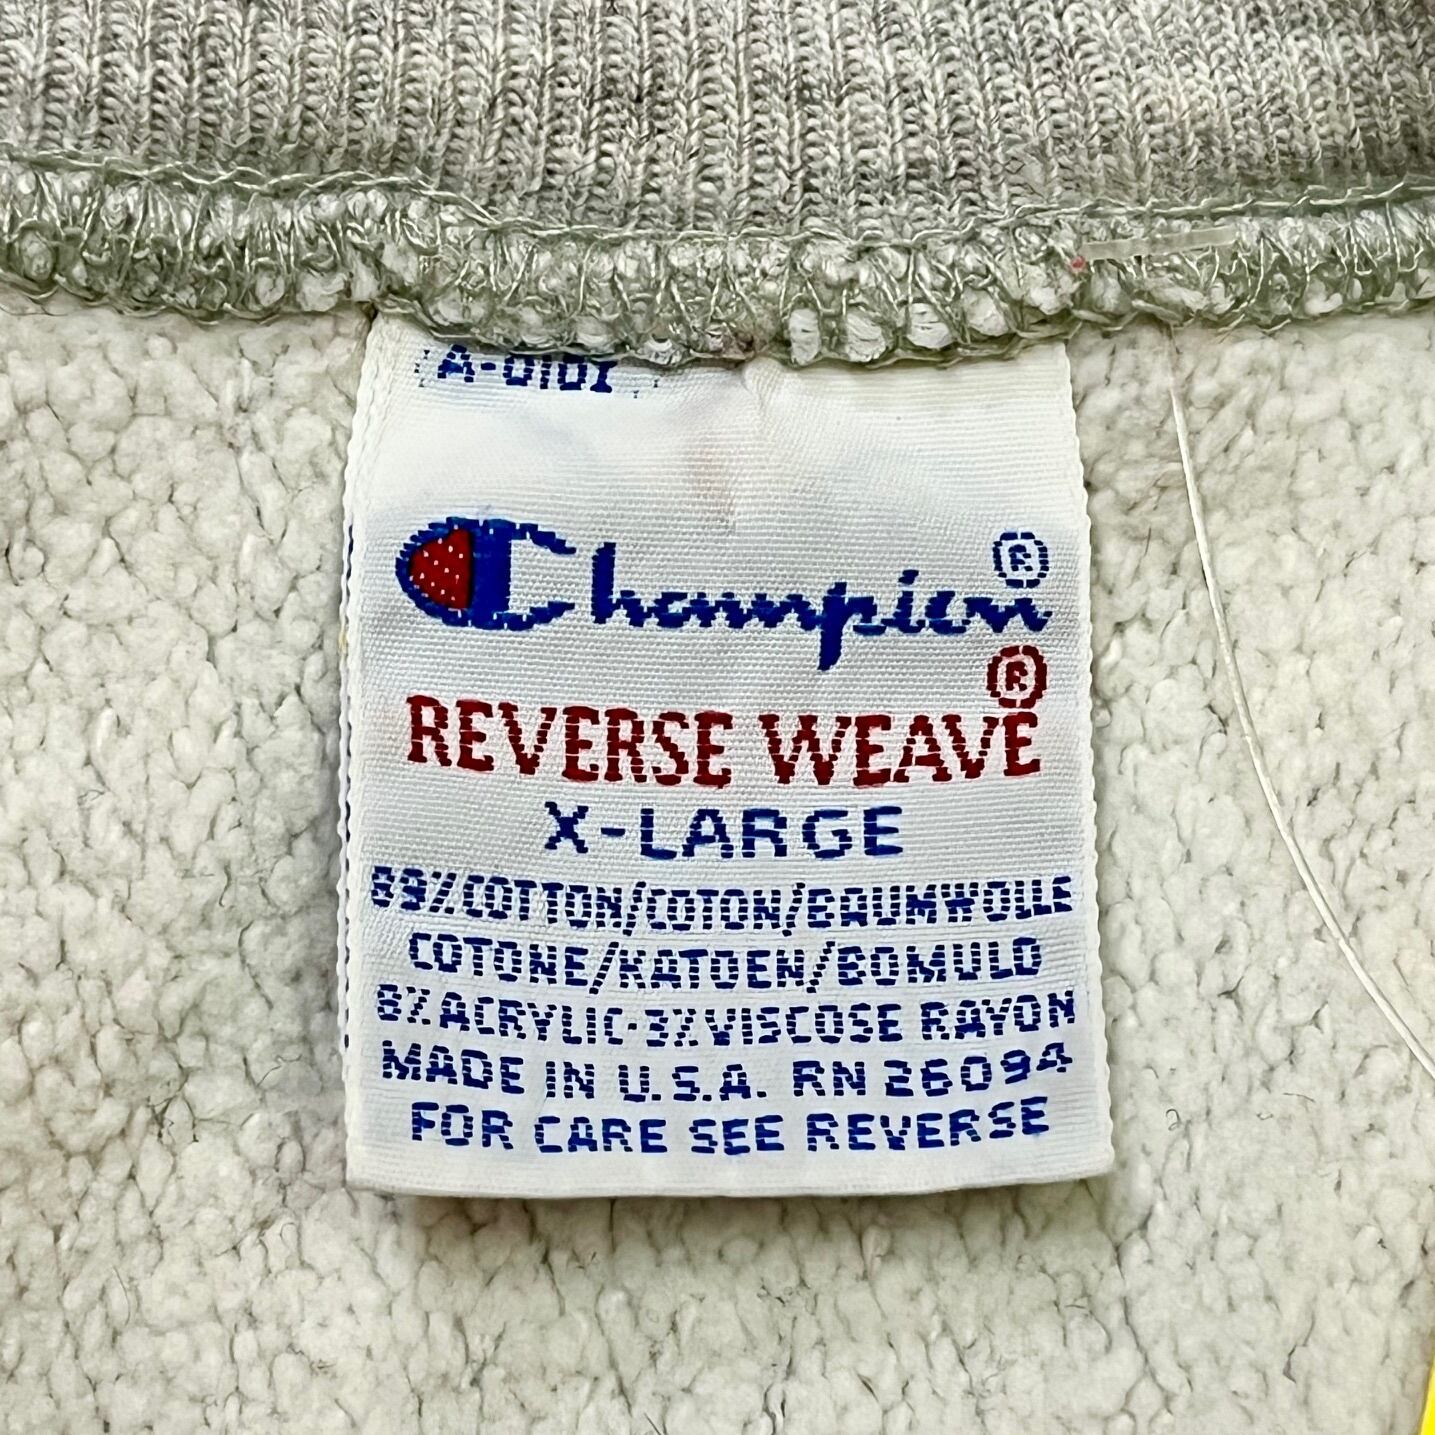 A-0101
Champion®
REVERSE WEAVE®
X-LARGE
89%COTTON/COTON/BAUMWOLLE
COTONE/KATOEN/BOMULD
8%ACRYLIC·3%VISCOSE RAYON
MADE IN U.S.A. RN 26094
FOR CARE SEE REVERSE